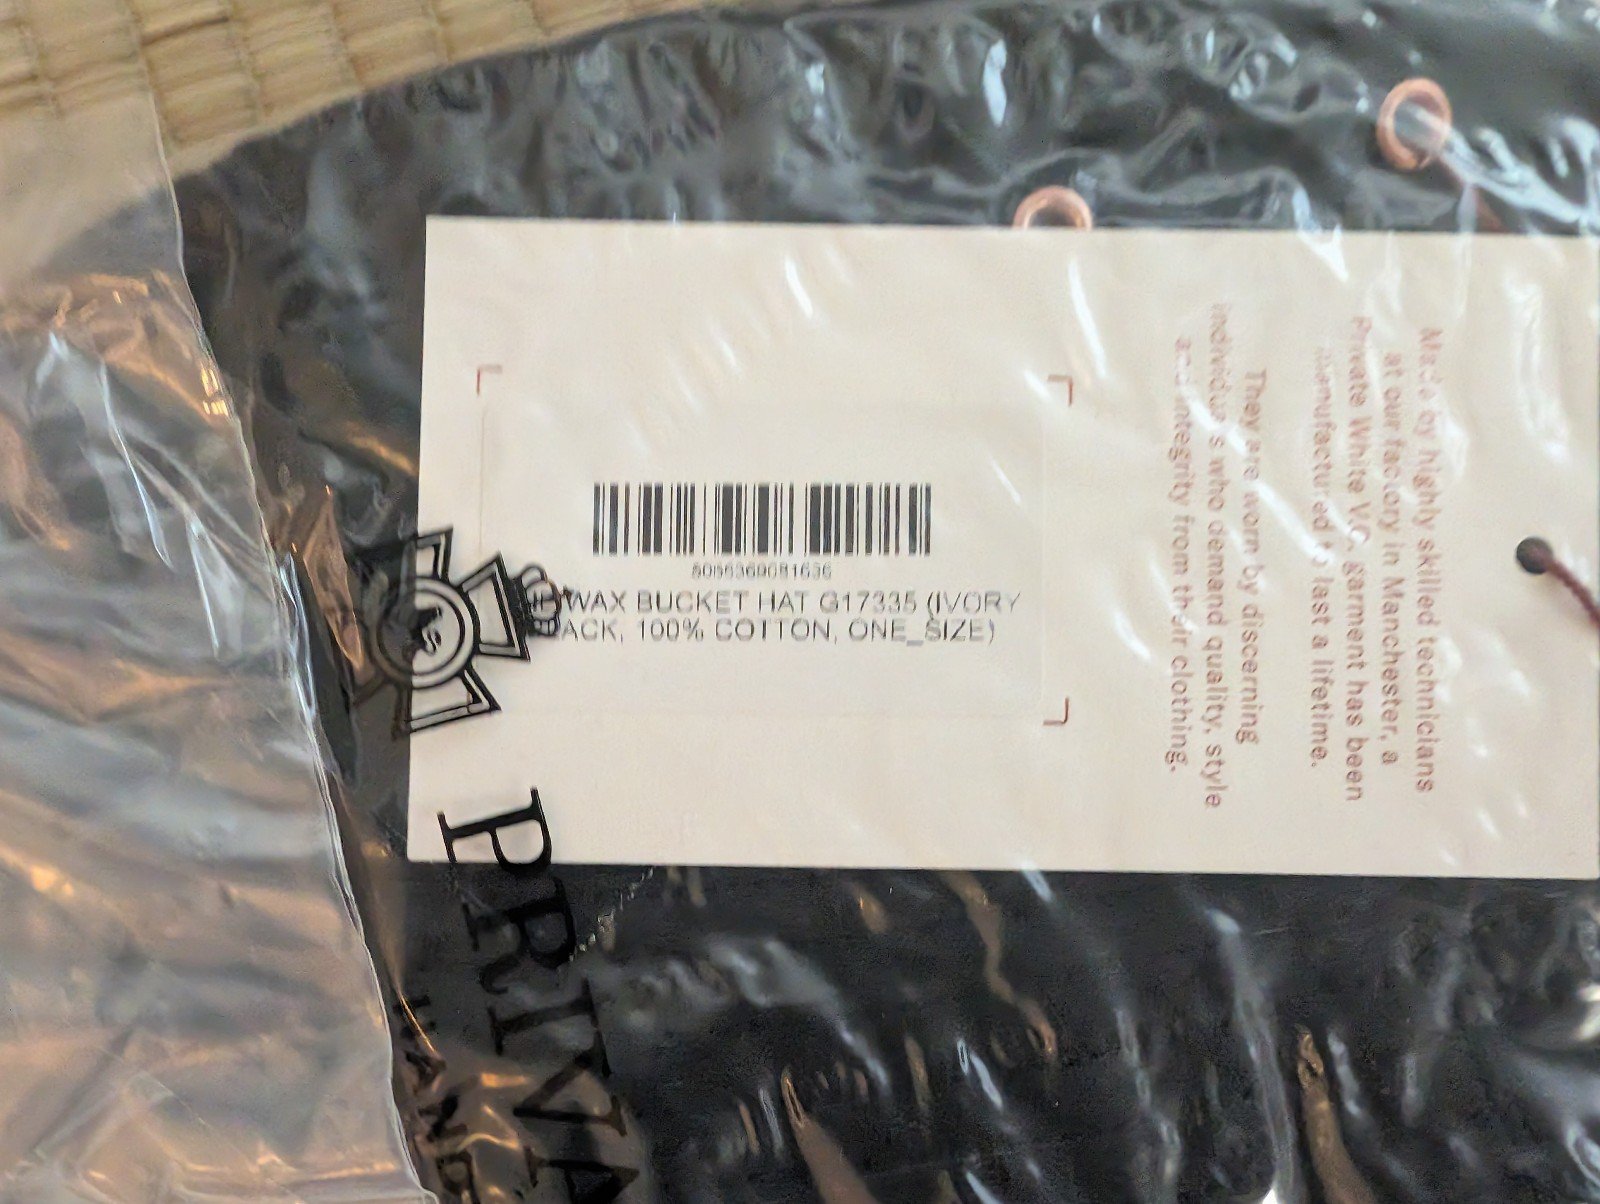 WAX BUCKET HAT G17335 (IVORY
ACK, 100% COTTON, ONE_SIZE)
Made by highly skilled technicians
at our factory in Manchester, a
Private White V.C. garment has been
manufactured to last a lifetime.
They are worn by discerning
individuals who demand quality, style
and integrity from their clothing.
PRIVA